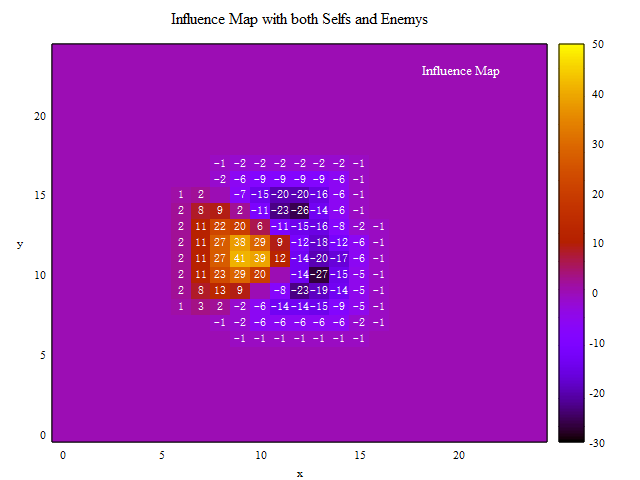 Influence Map with both Selfs and Enemys
50
Influence Map
40
20
30
-1 -2 -2 -2 -2 -2 -2 -1
20
-2 -6 -9 -9 -9 -9 -6 -1
15
1 2 -7 -15 -20 -20 -16 -6 -1
2 8 9 2 -11 -23 -26 -14 -6 -1
2 11 22 20 6 -11 -15 -16 -8 -2 -1
10
y
2 11 27 38 29 9 -12 -18 -12 -6 -1
2 11 27 41 39 12 -14 -20 -17 -6 -1
10
2 11 23 29 20 -14 -27 -15 -5 -1
2 8 13 9 -8 -23 -19 -14 -5 -1
0
1 3 2 -2 -6 -14 -14 -15 -9 -5 -1
-1 -2 -6 -6 -6 -6 -6 -2 -1
-1 -1 -1 -1 -1 -1 -1
5
-10
-20
0
-30
0 5 10 15 20
x